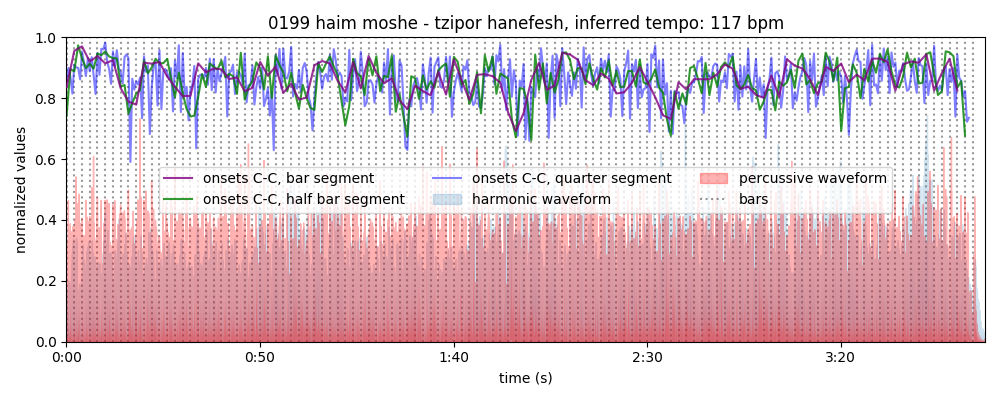 0199 haim moshe - tzipor hanefesh, inferred tempo: 117 bpm
1.0
0.8
0.6
0.4
0.2
0.0
normalized values
onsets C-C, bar segment
onsets C-C, half bar segment
onsets C-C, quarter segment
harmonic waveform
percussive waveform
bars
0:00
0:50
1:40
2:30
3:20
time (s)